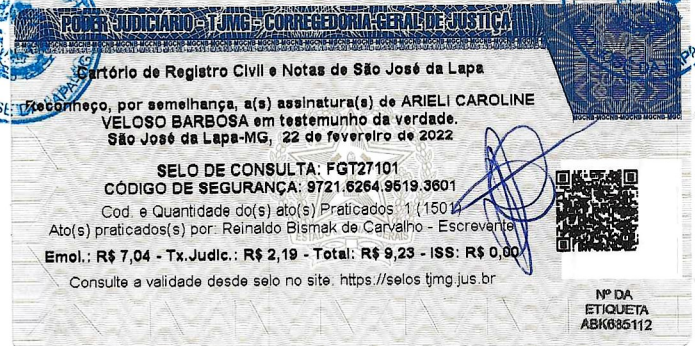 PODER JUDICIÁRIO - TJMG - CORREGEDORIA-GERAL DE JUSTIÇA
Cartório de Registro Civil e Notas de São José da Lapa
Reconheço, por semelhança, a(s) assinatura(s) de ARIELI CAROLINE
VELOSO BARBOSA em testemunho da verdade.
São José da Lapa-MG, 22 de fevereiro de 2022
SELO DE CONSULTA: FGT27101
CÓDIGO DE SEGURANÇA: 9721.6264.9519.3601
Cod. e Quantidade do(s) ato(s) Praticados: 1 (1501)
Ato(s) praticados(s) por: Reinaldo Bismak de Carvalho - Escrevente
Emol.: R$ 7,04 - Tx.Judic.: R$ 2,19 - Total: R$ 9,23 - ISS: R$ 0,00
Consulte a validade desde selo no site: https://selos.tjmg.jus.br
Nº DA
ETIQUETA
ABK685112